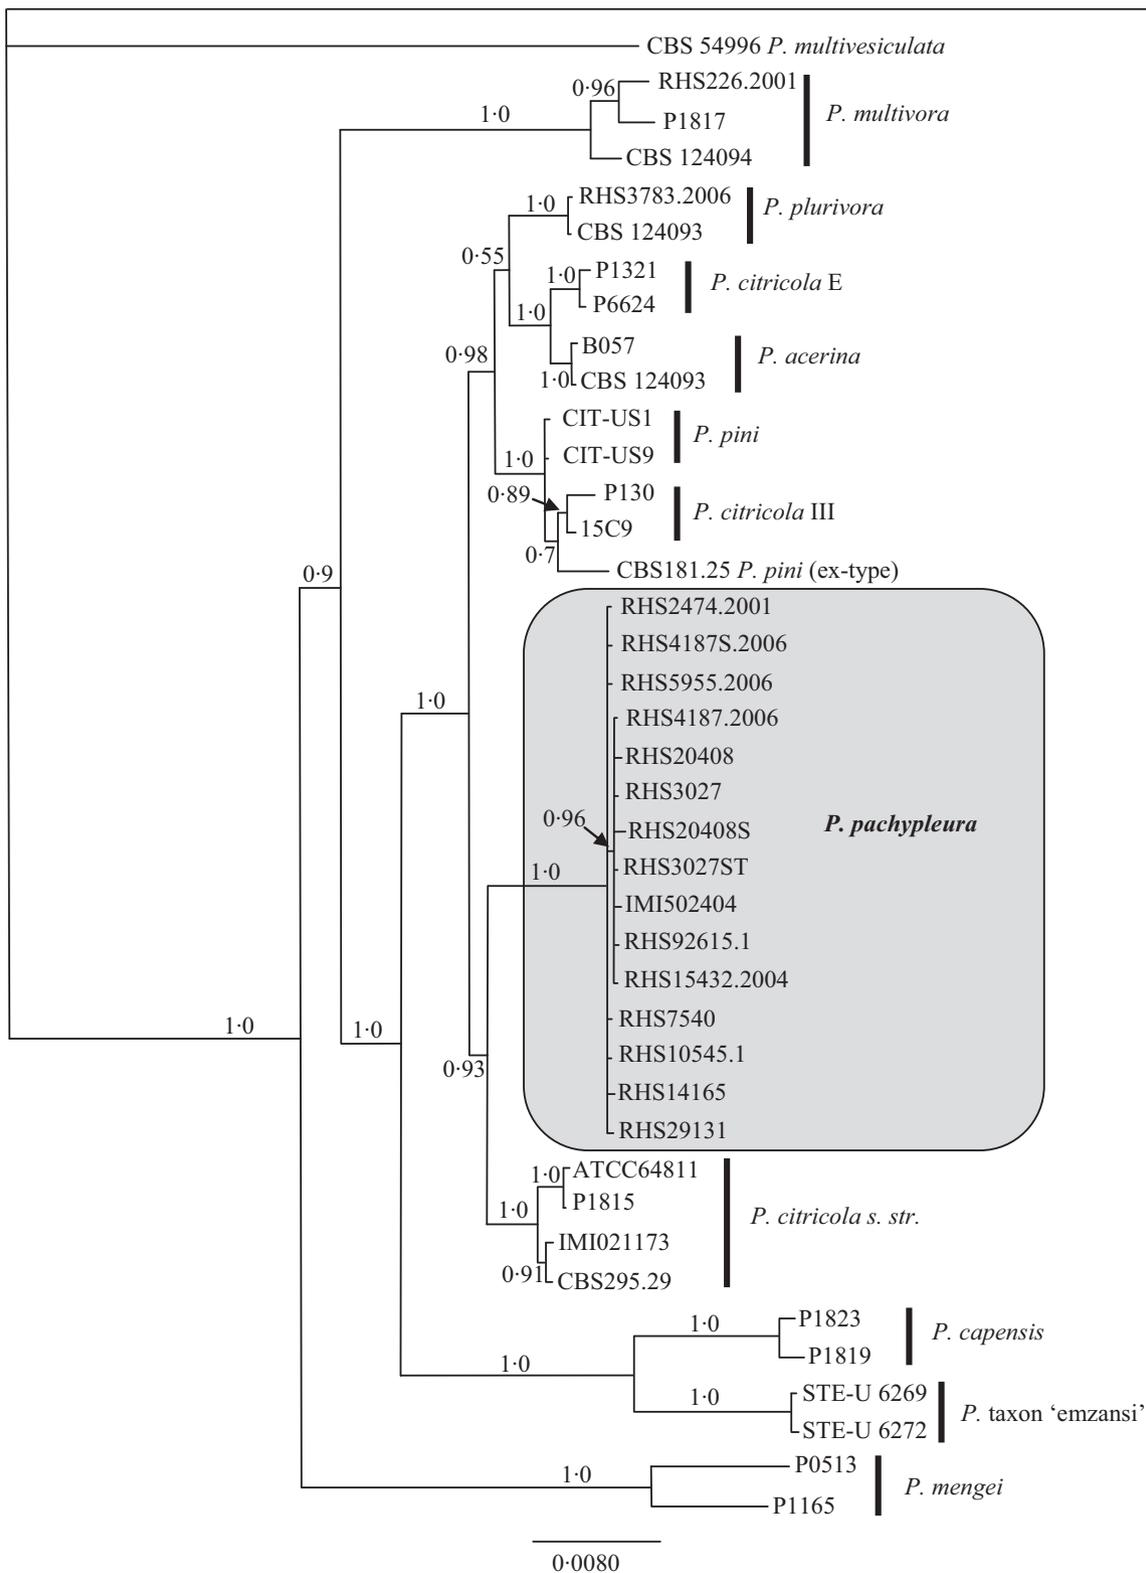 CBS 54996 P. multivesiculata
RHS226.2001
0·96
1·0
P1817
P. multivora
CBS 124094
RHS3783.2006
1·0
P. plurivora
CBS 124093
0·55
P1321
1·0
P. citricola E
P6624
1·0
B057
0·98
P. acerina
1·0
CBS 124093
CIT-US1
P. pini
1·0
CIT-US9
0·89
P130
P. citricola III
15C9
0·7
CBS181.25 P. pini (ex-type)
0·9
RHS2474.2001
RHS4187S.2006
RHS5955.2006
1·0
RHS4187.2006
RHS20408
RHS3027
0·96
RHS20408S
P. pachypleura
RHS3027ST
1·0
IMI502404
RHS92615.1
RHS15432.2004
RHS7540
1·0
1·0
RHS10545.1
0·93
RHS14165
RHS29131
ATCC64811
1·0
P1815
1·0
P. citricola s. str.
IMI021173
0·91
CBS295.29
P1823
1·0
P. capensis
P1819
1·0
STE-U 6269
1·0
P. taxon ‘emzansi’
STE-U 6272
P0513
1·0
P. mengei
P1165
0·0080